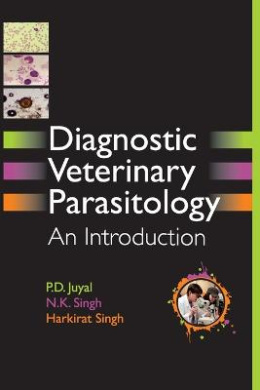 Diagnostic
Veterinary
Parasitology
An Introduction
P.D. Juyal
N.K. Singh
Harkirat Singh